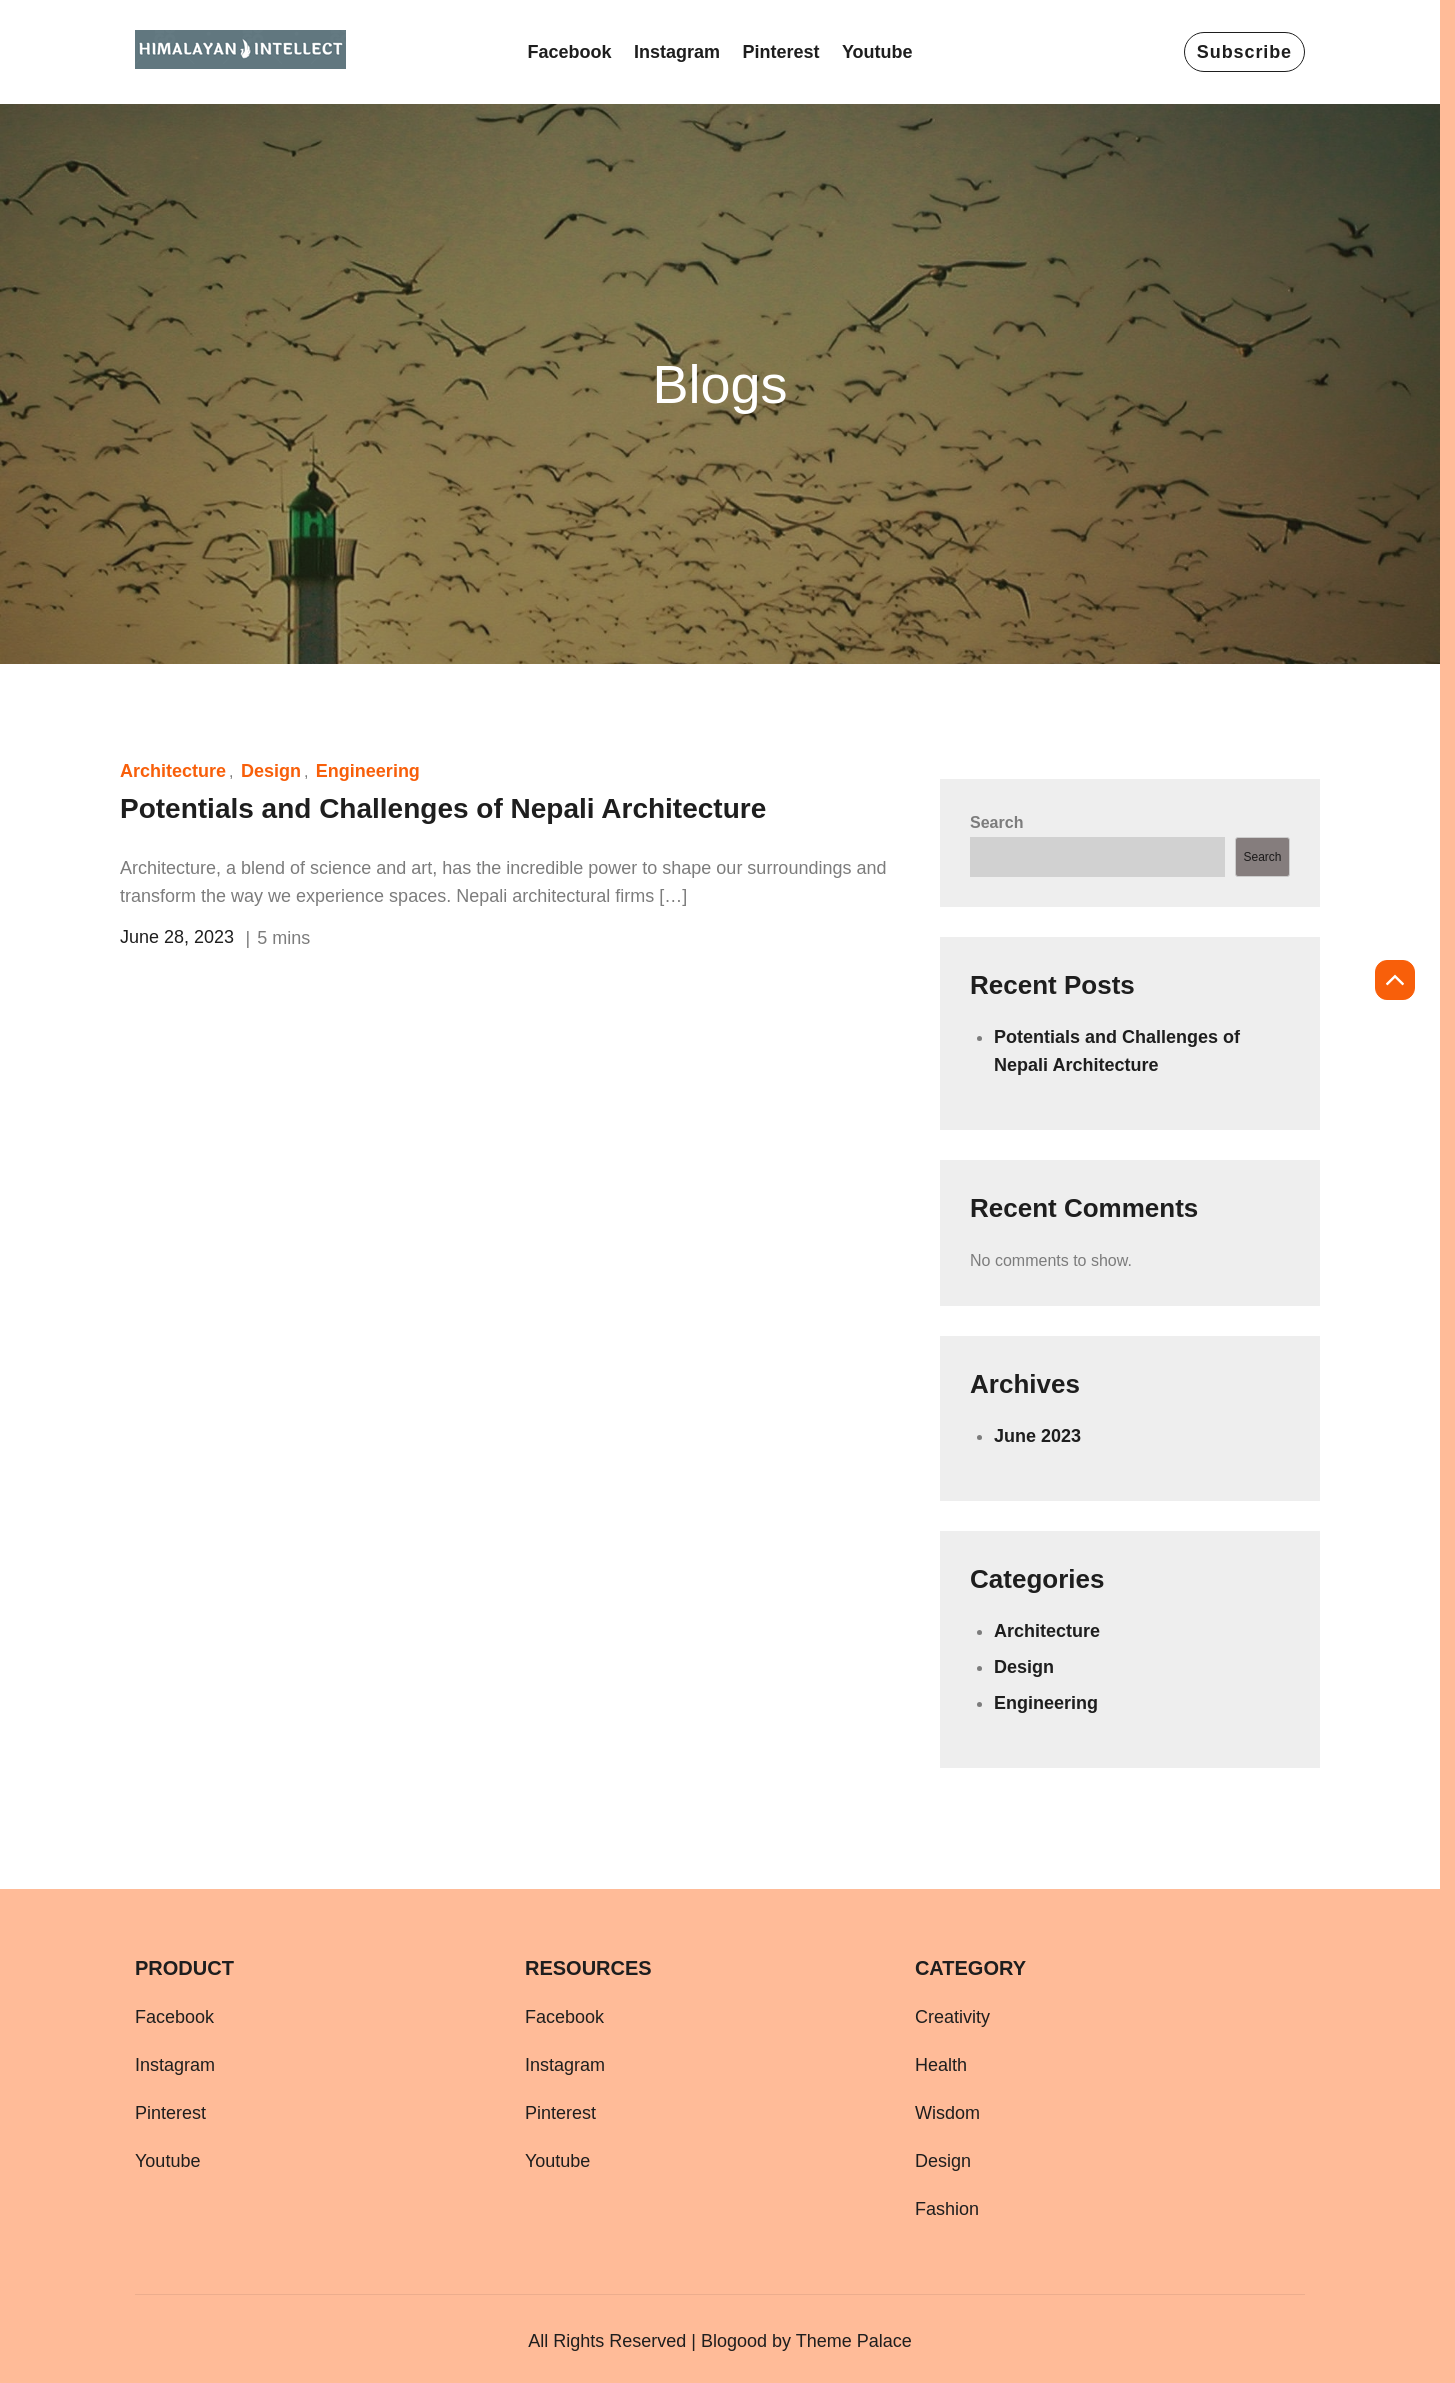 HIMALAYAN INTELLECT
Facebook Instagram Pinterest Youtube
Subscribe
Blogs
Architecture, Design, Engineering
Potentials and Challenges of Nepali Architecture
Architecture, a blend of science and art, has the incredible power to shape our surroundings and
transform the way we experience spaces. Nepali architectural firms […]
June 28, 2023 | 5 mins
Search
Search
Recent Posts
Potentials and Challenges of
Nepali Architecture
Recent Comments
No comments to show.
Archives
June 2023
Categories
Architecture
Design
Engineering
PRODUCT
Facebook
Instagram
Pinterest
Youtube
RESOURCES
Facebook
Instagram
Pinterest
Youtube
CATEGORY
Creativity
Health
Wisdom
Design
Fashion
All Rights Reserved | Blogood by Theme Palace